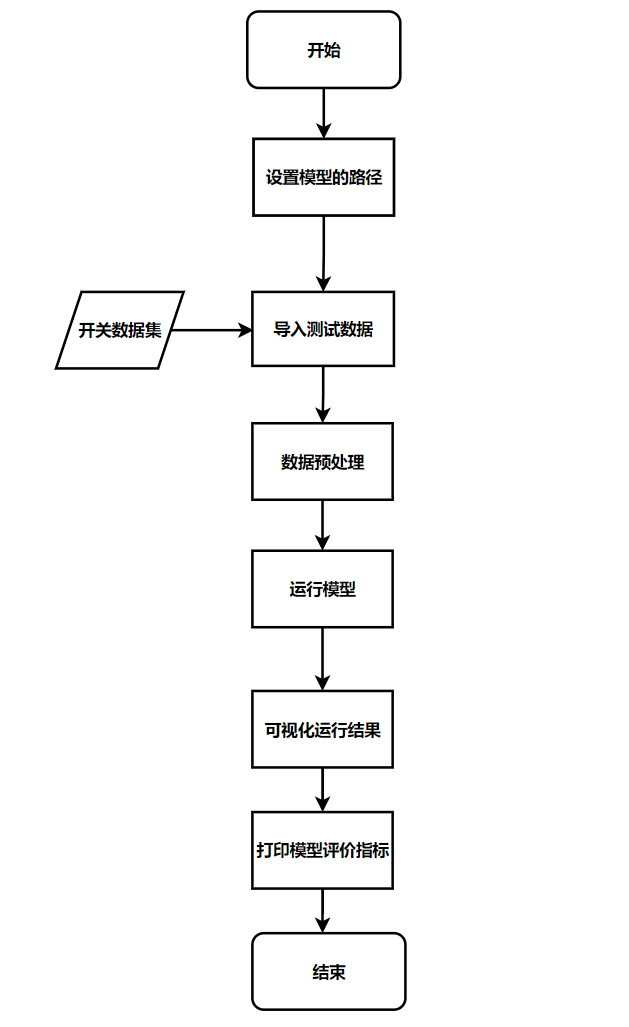 开始
设置模型的路径
开关数据集
导入测试数据
数据预处理
运行模型
可视化运行结果
打印模型评价指标
结束